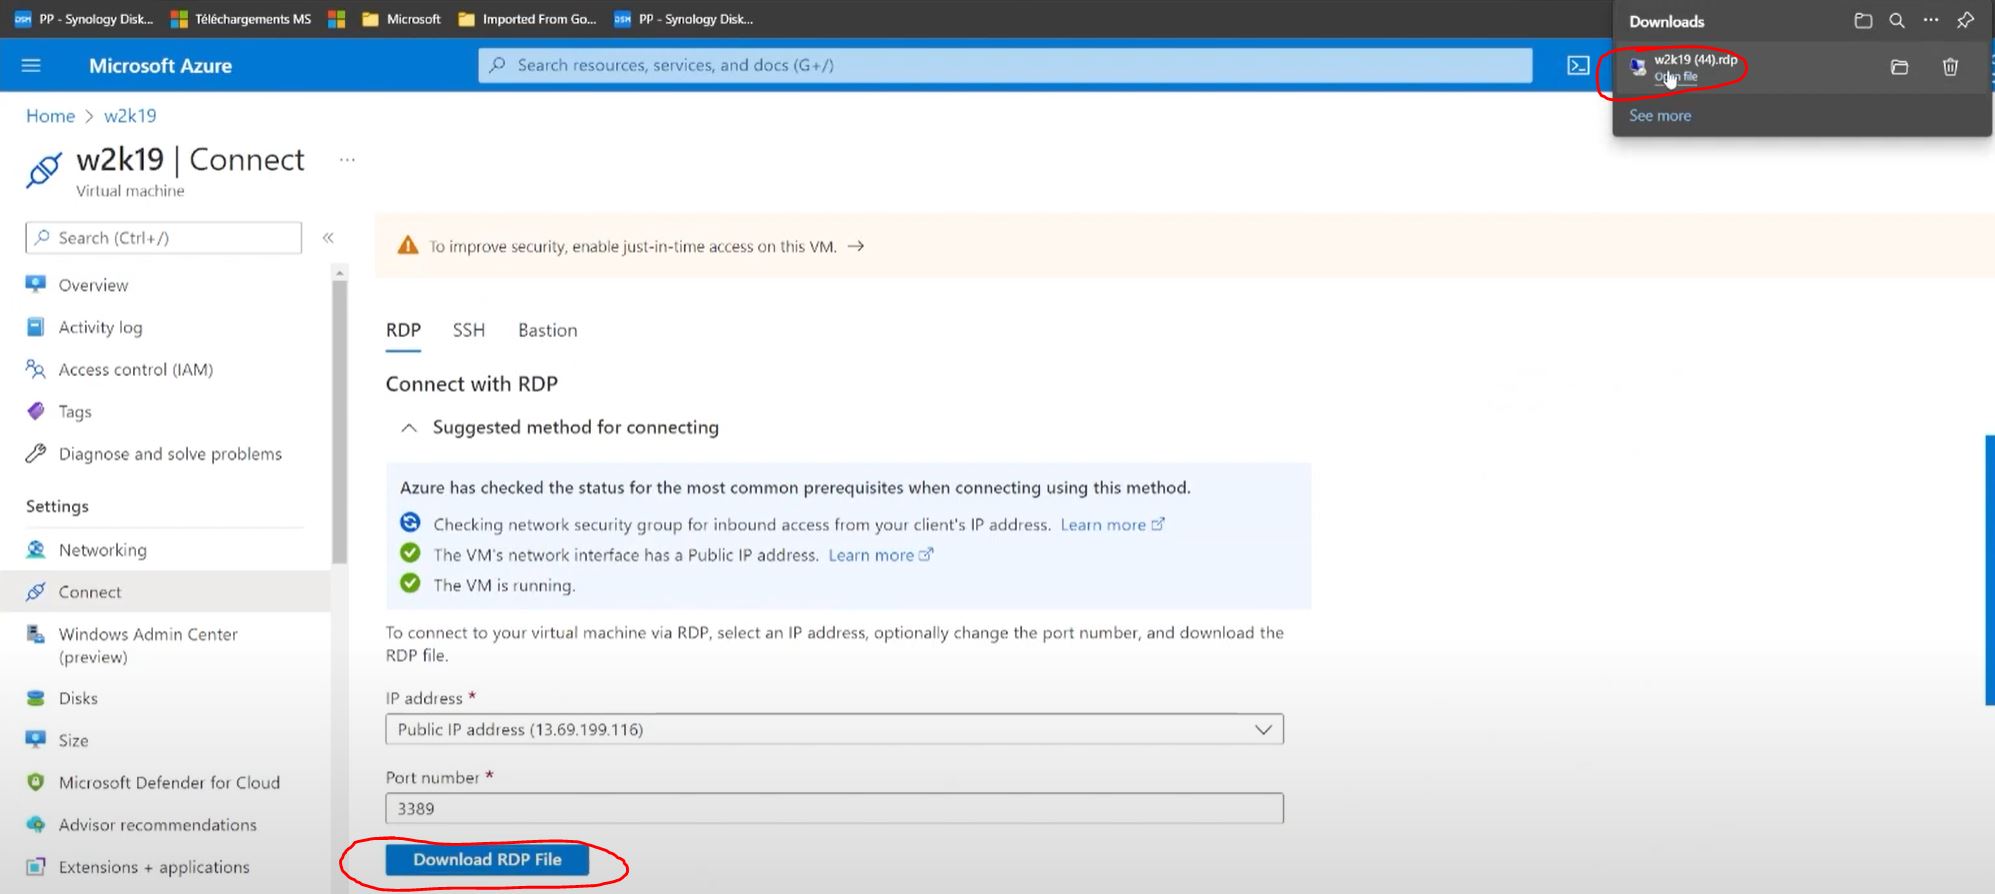 PP - Synology Disk... Téléchargements MS Microsoft Imported From Go... PP - Synology Disk...
Downloads
w2k19 (44).rdp
Open file
See more
Microsoft Azure
Search resources, services, and docs (G+/)
Home > w2k19
w2k19 | Connect ...
Virtual machine
Search (Ctrl+/)
«
Overview
Activity log
Access control (IAM)
Tags
Diagnose and solve problems
Settings
Networking
Connect
Windows Admin Center
(preview)
Disks
Size
Microsoft Defender for Cloud
Advisor recommendations
Extensions + applications
To improve security, enable just-in-time access on this VM. →
RDP SSH Bastion
Connect with RDP
Suggested method for connecting
Azure has checked the status for the most common prerequisites when connecting using this method.
Checking network security group for inbound access from your client's IP address. Learn more
The VM's network interface has a Public IP address. Learn more
The VM is running.
To connect to your virtual machine via RDP, select an IP address, optionally change the port number, and download the
RDP file.
IP address *
Public IP address (13.69.199.116)
Port number *
3389
Download RDP File